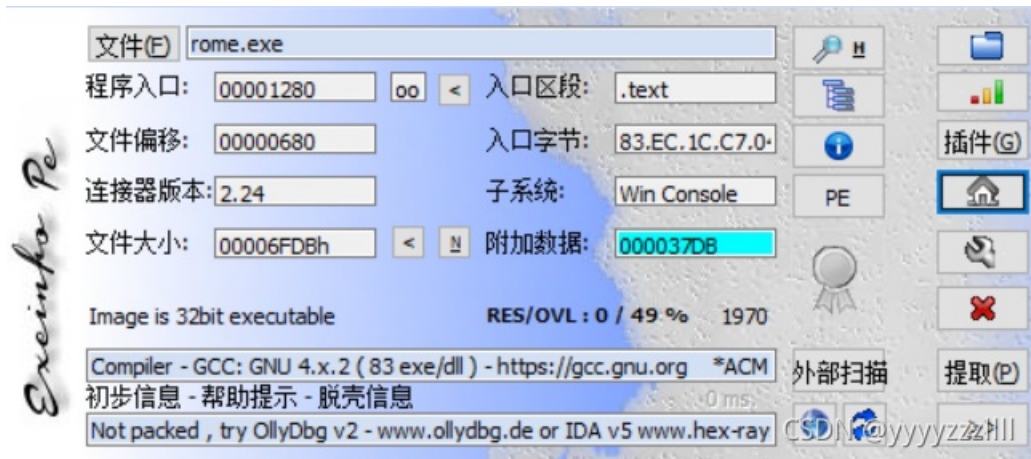 Exeinfo Pe
文件(F) rome.exe H
程序入口: 00001280 oo < 入口区段: .text
文件偏移: 00000680 入口字节: 83.EC.1C.C7.0 插件(G)
连接器版本: 2.24 子系统: Win Console PE
文件大小: 00006FDBh < N 附加数据: 000037DB
Image is 32bit executable RES/OVL : 0 / 49 % 1970
Compiler - GCC: GNU 4.x.2 ( 83 exe/dll ) - https://gcc.gnu.org *ACM 外部扫描 提取(P)
初步信息 - 帮助提示 - 脱壳信息 0 ms.
Not packed , try OllyDbg v2 - www.ollydbg.de or IDA v5 www.hex-ray >>